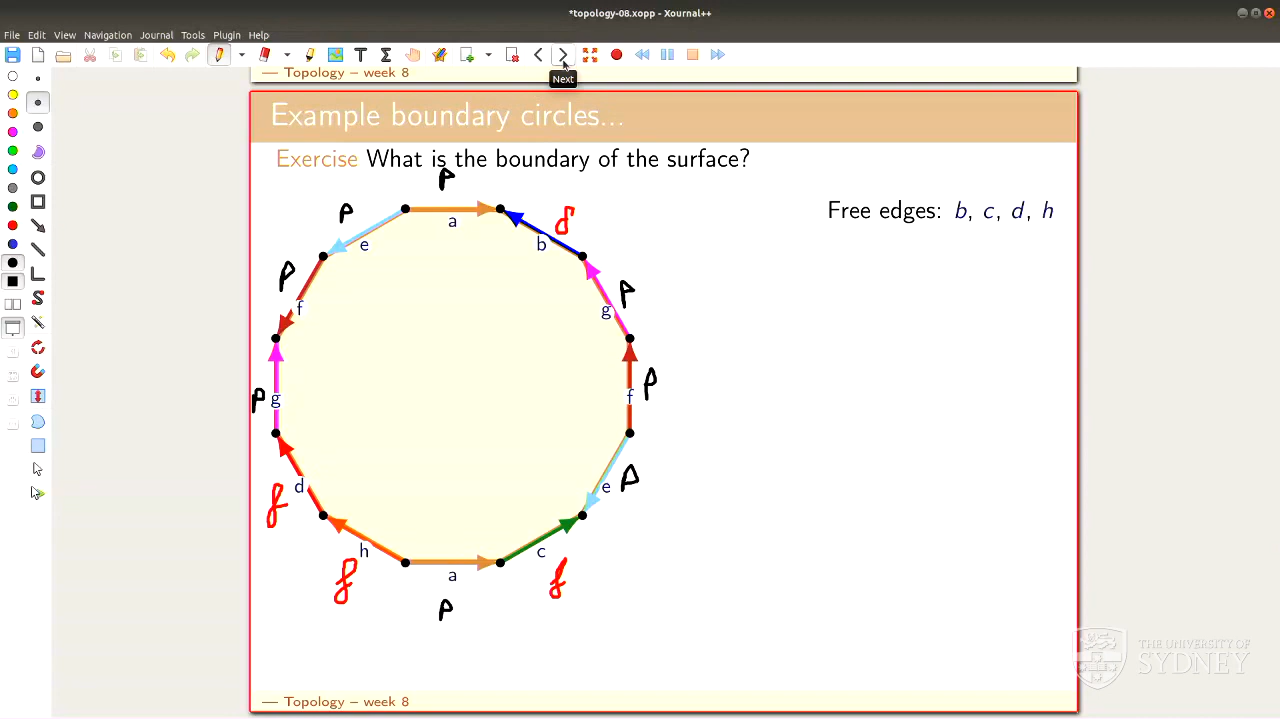 *topology-08.xopp - Xournal++
File Edit View Navigation Journal Tools Plugin Help
— Topology – week 8
Next
Example boundary circles...
Exercise What is the boundary of the surface?
Free edges: b, c, d, h
p
p
a
e
b
p
f
g
p
p
g
f
p
d
e
p
f
h
c
f
a
f
p
THE UNIVERSITY OF
SYDNEY
— Topology – week 8